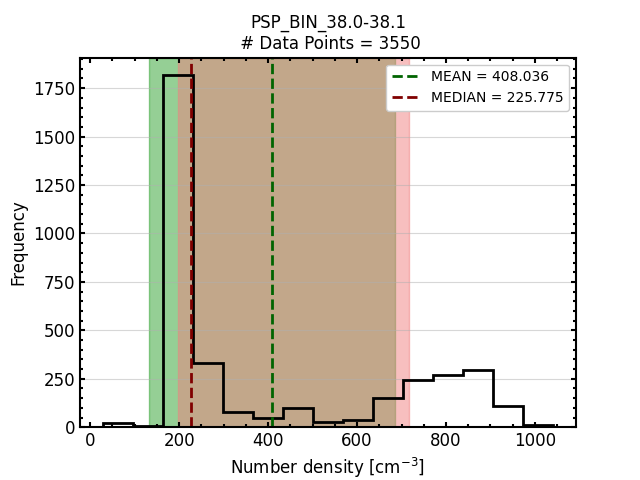 PSP_BIN_38.0-38.1
# Data Points = 3550
MEAN = 408.036
MEDIAN = 225.775
Frequency
1750
1500
1250
1000
750
500
250
0
0 200 400 600 800 1000
Number density [cm⁻³]